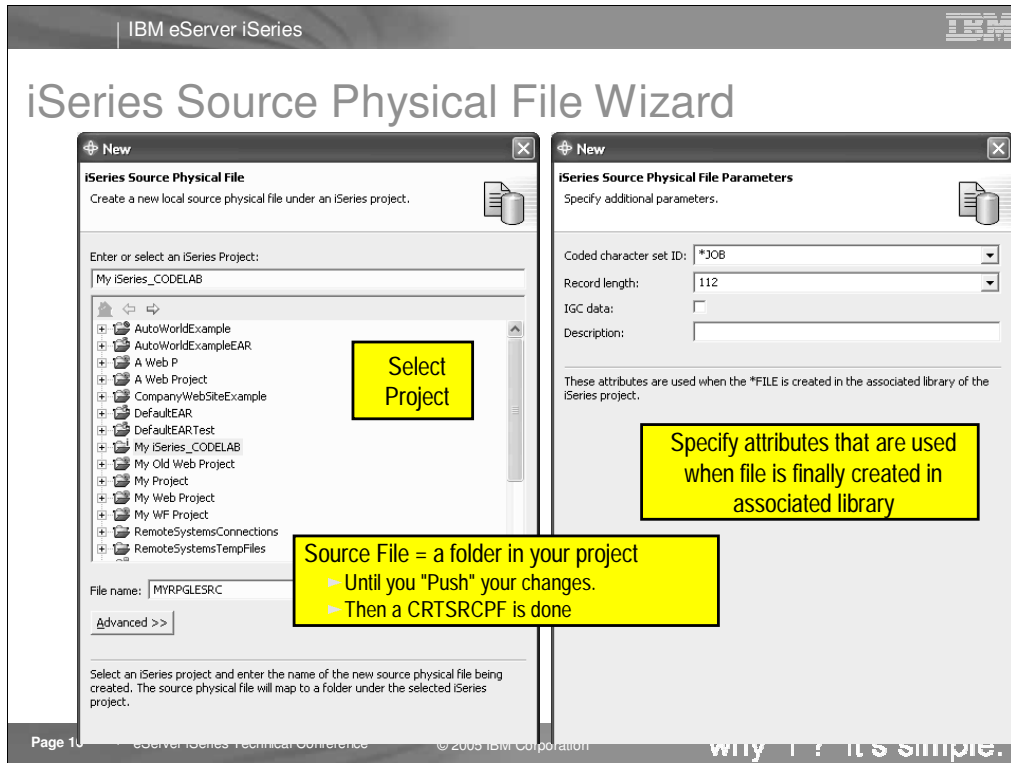 IBM eServer iSeries
IBM
iSeries Source Physical File Wizard
New
iSeries Source Physical File
Create a new local source physical file under an iSeries project.
Enter or select an iSeries Project:
My iSeries_CODELAB
AutoWorldExample
AutoWorldExampleEAR
A Web P
A Web Project
CompanyWebSiteExample
DefaultEAR
DefaultEARTest
My iSeries_CODELAB
My Old Web Project
My Project
My Web Project
My WF Project
RemoteSystemsConnections
RemoteSystemsTempFiles
Select
Project
File name: MYRPGLESRC
Advanced >>
Select an iSeries project and enter the name of the new source physical file being
created. The source physical file will map to a folder under the selected iSeries
project.
Source File = a folder in your project
Until you "Push" your changes.
Then a CRTSRCPF is done
New
iSeries Source Physical File Parameters
Specify additional parameters.
Coded character set ID: *JOB
Record length: 112
IGC data:
Description:
These attributes are used when the *FILE is created in the associated library of the
iSeries project.
Specify attributes that are used
when file is finally created in
associated library
Page
eServer iSeries Technical Conference
© 2005 IBM Corporation
why ? it's simple.